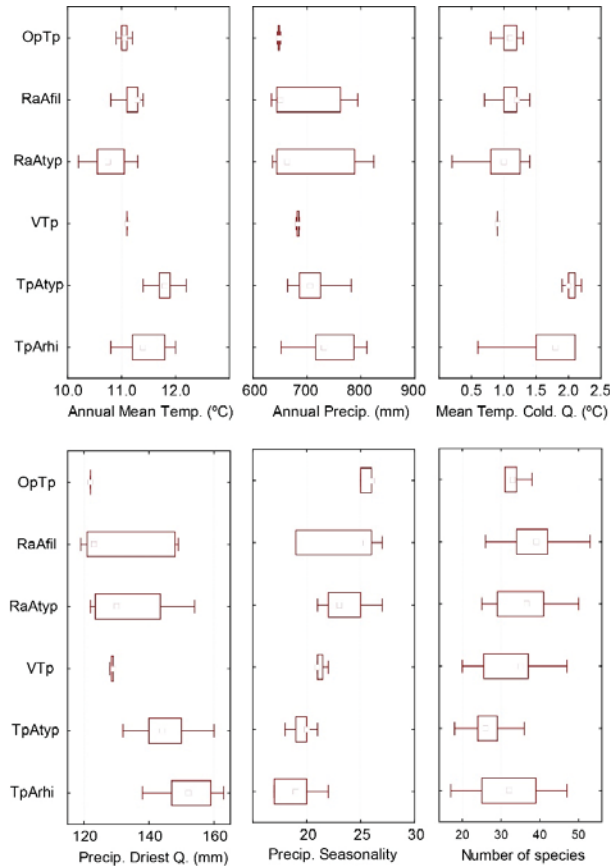 OpTp
RaAfil
RaAtyp
VTp
TpAtyp
TpArhi
10.0 11.0 12.0 600 700 800 900 1.0 1.5 2.0 2.5
Annual Mean Temp. (ºC) Annual Precip. (mm) Mean Temp. Cold. Q. (ºC)
OpTp
RaAfil
RaAtyp
VTp
TpAtyp
TpArhi
120 140 160 20 30 20 30 40 50
Precip. Driest Q. (mm) Precip. Seasonality Number of species